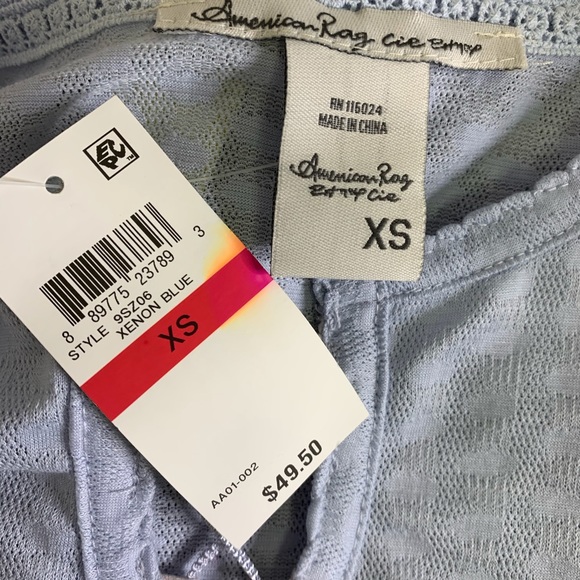 American Rag Cie
RN 115024
MADE IN CHINA
American Rag
Cie
XS
8 89775 23789 3
STYLE 9SZ06
XENON BLUE
XS
AA01-002
$49.50